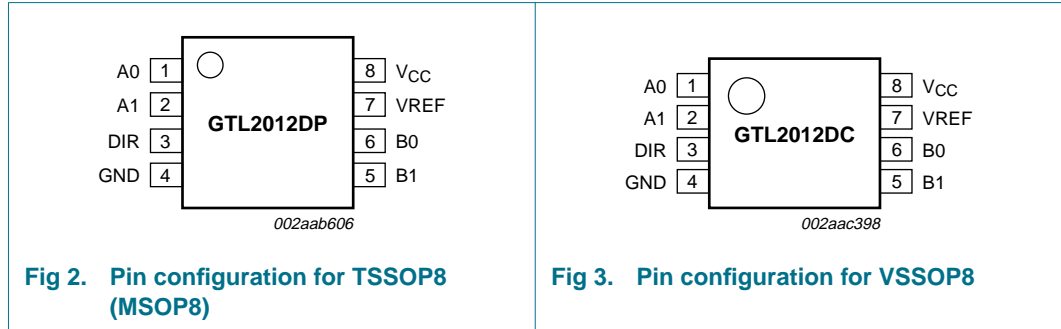 A0 1 8 VCC
A1 2 7 VREF
GTL2012DP
DIR 3 6 B0
GND 4 5 B1
002aab606
Fig 2. Pin configuration for TSSOP8
(MSOP8)
A0 1 8 VCC
A1 2 7 VREF
GTL2012DC
DIR 3 6 B0
GND 4 5 B1
002aac398
Fig 3. Pin configuration for VSSOP8